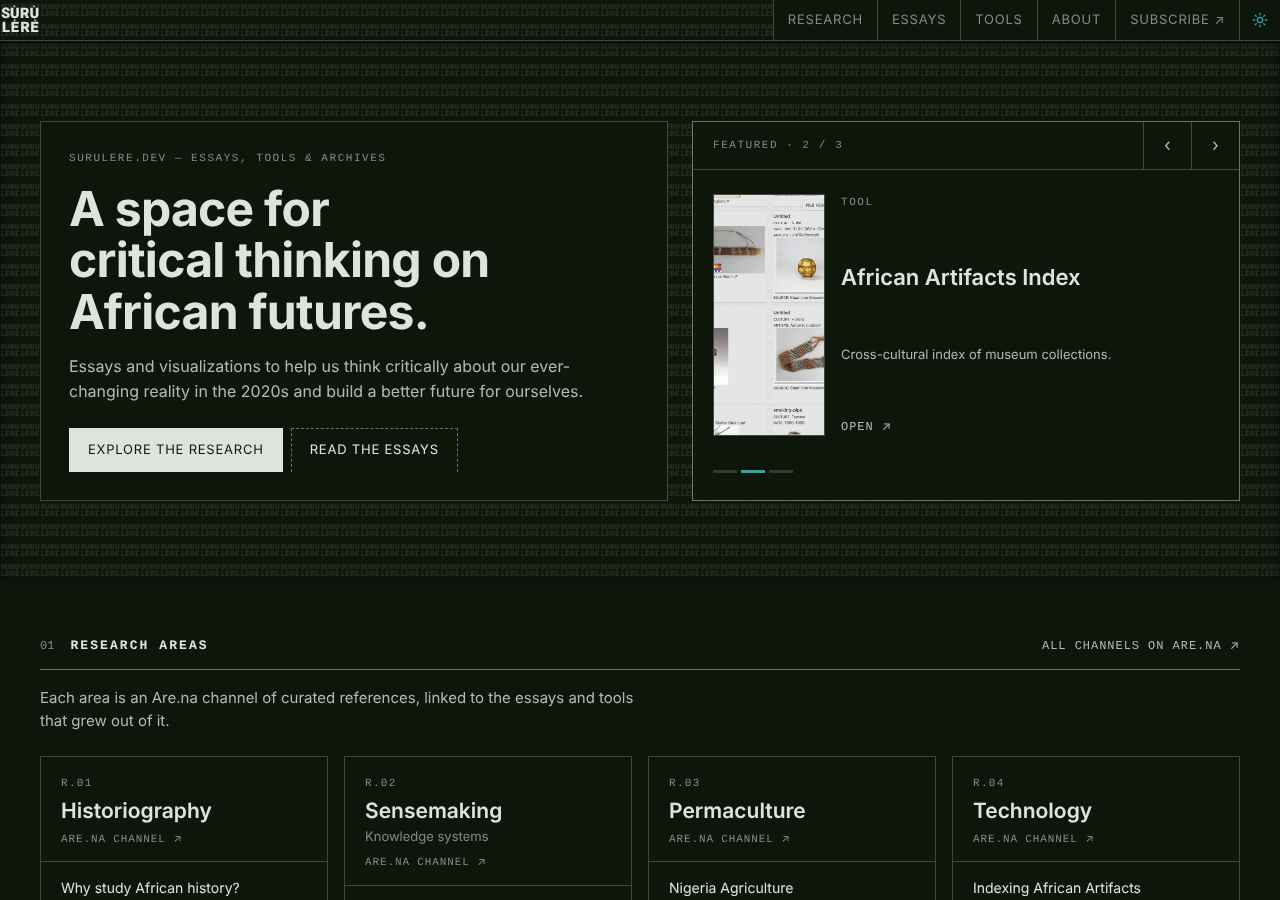 SÙRÚ
LÉRÈ
RESEARCH
ESSAYS
TOOLS
ABOUT
SUBSCRIBE ↗
SURULERE.DEV — ESSAYS, TOOLS & ARCHIVES
A space for
critical thinking on
African futures.
Essays and visualizations to help us think critically about our ever-
changing reality in the 2020s and build a better future for ourselves.
EXPLORE THE RESEARCH
READ THE ESSAYS
FEATURED · 2 / 3
‹ ›
TOOL
African Artifacts Index
Cross-cultural index of museum collections.
OPEN ↗
Untitled
Untitled
smoking-pipe
01 RESEARCH AREAS
ALL CHANNELS ON ARE.NA ↗
Each area is an Are.na channel of curated references, linked to the essays and tools
that grew out of it.
R.01
Historiography
ARE.NA CHANNEL ↗
Why study African history?
R.02
Sensemaking
Knowledge systems
ARE.NA CHANNEL ↗
R.03
Permaculture
ARE.NA CHANNEL ↗
Nigeria Agriculture
R.04
Technology
ARE.NA CHANNEL ↗
Indexing African Artifacts